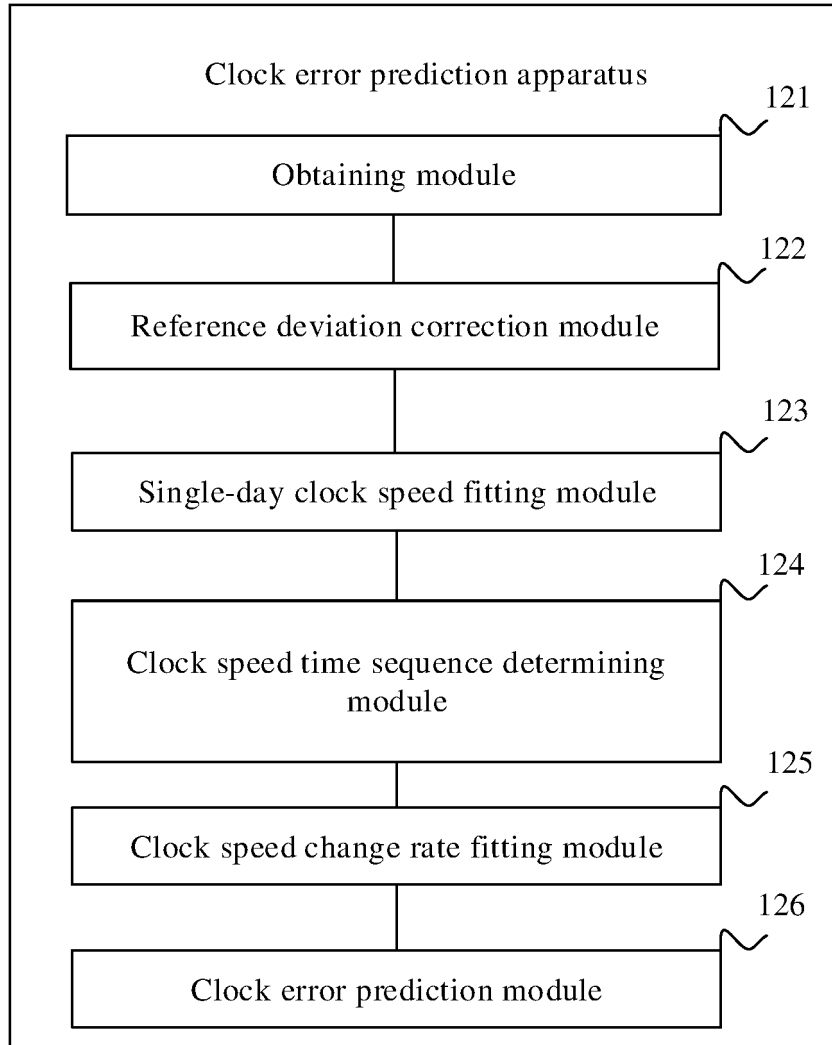 Clock error prediction apparatus
121
Obtaining module
122
Reference deviation correction module
123
Single-day clock speed fitting module
124
Clock speed time sequence determining
module
125
Clock speed change rate fitting module
126
Clock error prediction module